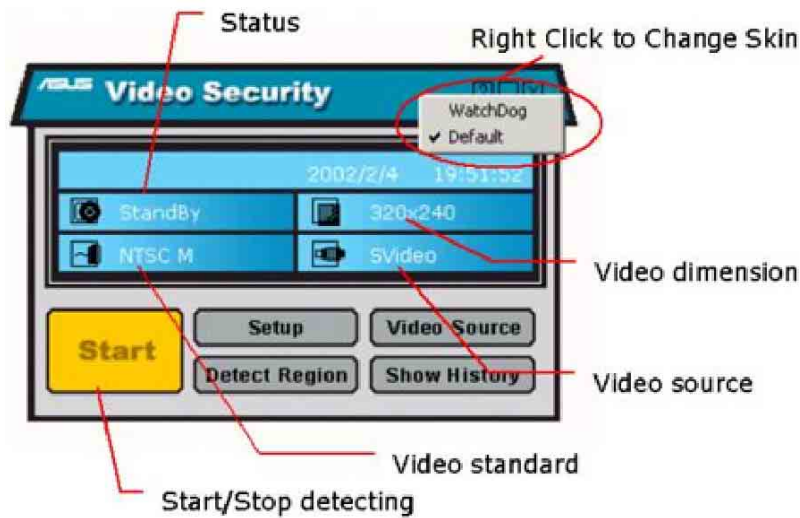 Status
Right Click to Change Skin
ASUS Video Security
WatchDog
✔ Default
2002/2/4 19:51:52
StandBy
320x240
NTSC M
SVideo
Video dimension
Start
Setup
Video Source
Detect Region
Show History
Video source
Video standard
Start/Stop detecting